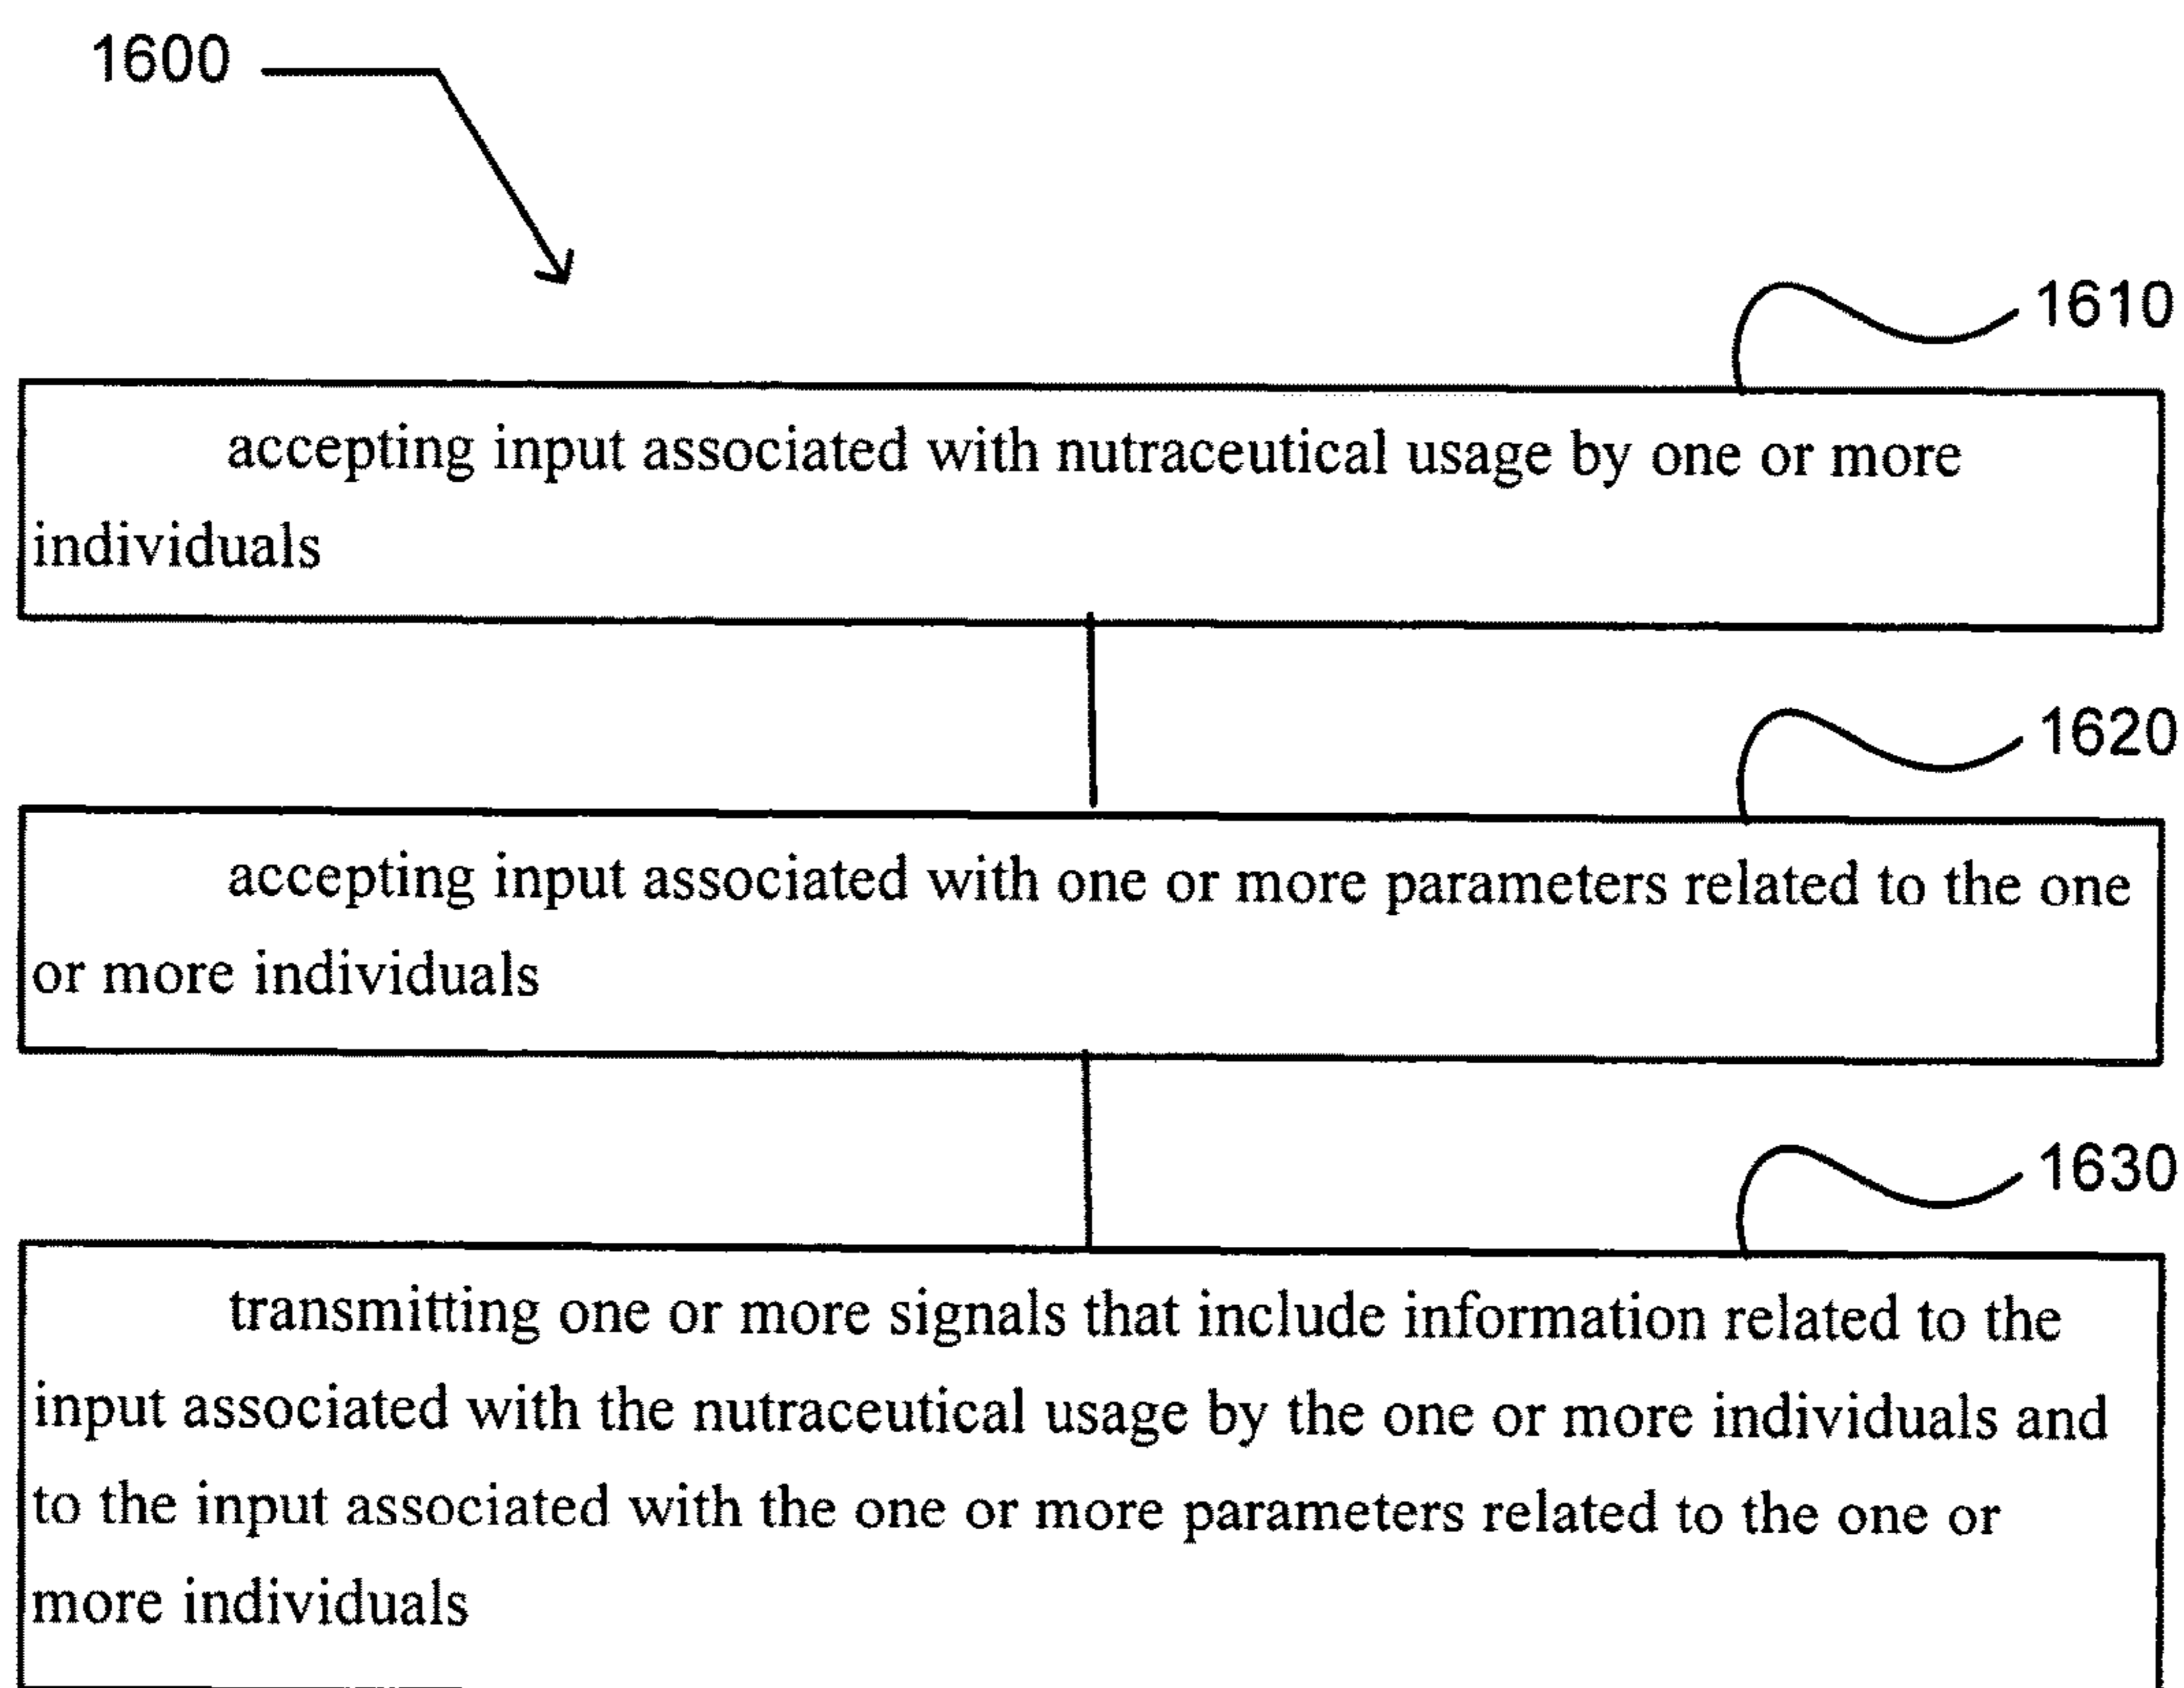 1600
1610
accepting input associated with nutraceutical usage by one or more
individuals
1620
accepting input associated with one or more parameters related to the one
or more individuals
1630
transmitting one or more signals that include information related to the
input associated with the nutraceutical usage by the one or more individuals and
to the input associated with the one or more parameters related to the one or
more individuals